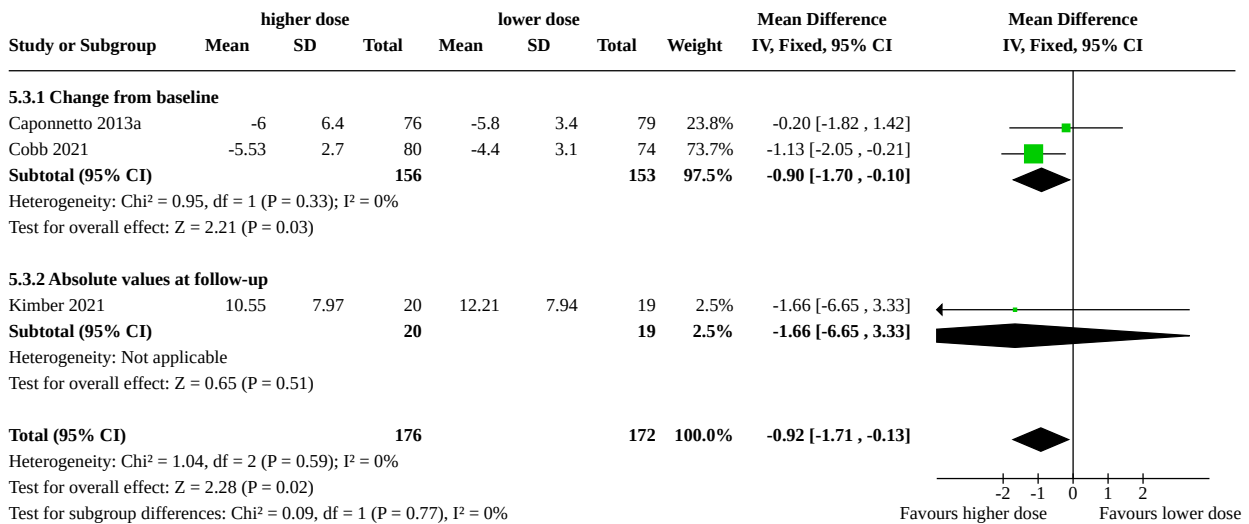 higher dose lower dose Mean Difference Mean Difference
Study or Subgroup Mean SD Total Mean SD Total Weight IV, Fixed, 95% CI IV, Fixed, 95% CI
5.3.1 Change from baseline
Caponnetto 2013a -6 6.4 76 -5.8 3.4 79 23.8% -0.20 [-1.82 , 1.42]
Cobb 2021 -5.53 2.7 80 -4.4 3.1 74 73.7% -1.13 [-2.05 , -0.21]
Subtotal (95% CI) 156 153 97.5% -0.90 [-1.70 , -0.10]
Heterogeneity: Chi² = 0.95, df = 1 (P = 0.33); I² = 0%
Test for overall effect: Z = 2.21 (P = 0.03)
5.3.2 Absolute values at follow-up
Kimber 2021 10.55 7.97 20 12.21 7.94 19 2.5% -1.66 [-6.65 , 3.33]
Subtotal (95% CI) 20 19 2.5% -1.66 [-6.65 , 3.33]
Heterogeneity: Not applicable
Test for overall effect: Z = 0.65 (P = 0.51)
Total (95% CI) 176 172 100.0% -0.92 [-1.71 , -0.13]
Heterogeneity: Chi² = 1.04, df = 2 (P = 0.59); I² = 0%
Test for overall effect: Z = 2.28 (P = 0.02) -2 -1 0 1 2
Test for subgroup differences: Chi² = 0.09, df = 1 (P = 0.77), I² = 0% Favours higher dose Favours lower dose